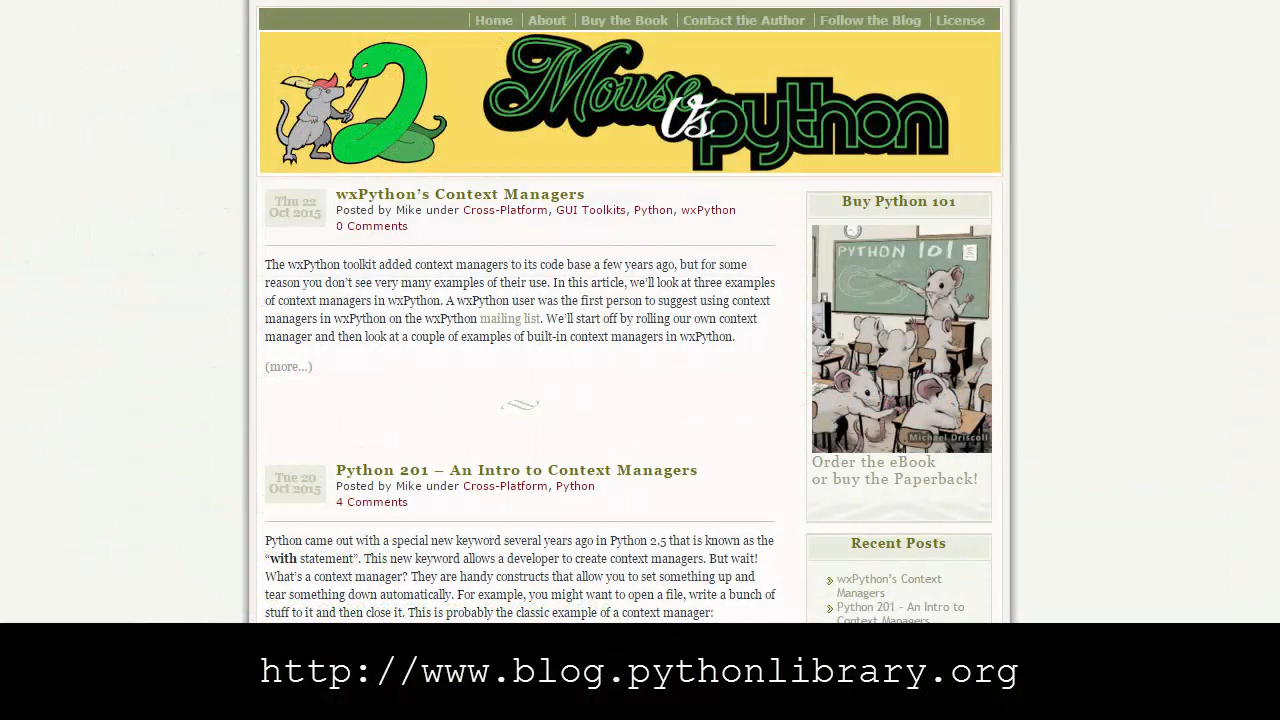 Home About Buy the Book Contact the Author Follow the Blog License
Mouse
Vs
python
Thu 22
Oct 2015
wxPython’s Context Managers
Posted by Mike under Cross-Platform, GUI Toolkits, Python, wxPython
0 Comments
The wxPython toolkit added context managers to its code base a few years ago, but for some
reason you don’t see very many examples of their use. In this article, we’ll look at three examples
of context managers in wxPython. A wxPython user was the first person to suggest using context
managers in wxPython on the wxPython mailing list. We’ll start off by rolling our own context
manager and then look at a couple of examples of built-in context managers in wxPython.
(more…)
Tue 20
Oct 2015
Python 201 – An Intro to Context Managers
Posted by Mike under Cross-Platform, Python
4 Comments
Python came out with a special new keyword several years ago in Python 2.5 that is known as the
“with statement”. This new keyword allows a developer to create context managers. But wait!
What’s a context manager? They are handy constructs that allow you to set something up and
tear something down automatically. For example, you might want to open a file, write a bunch of
stuff to it and then close it. This is probably the classic example of a context manager:
Buy Python 101
PYTHON 101
Michael Driscoll
Order the eBook
or buy the Paperback!
Recent Posts
wxPython’s Context
Managers
Python 201 – An Intro to
Context Managers
http://www.blog.pythonlibrary.org